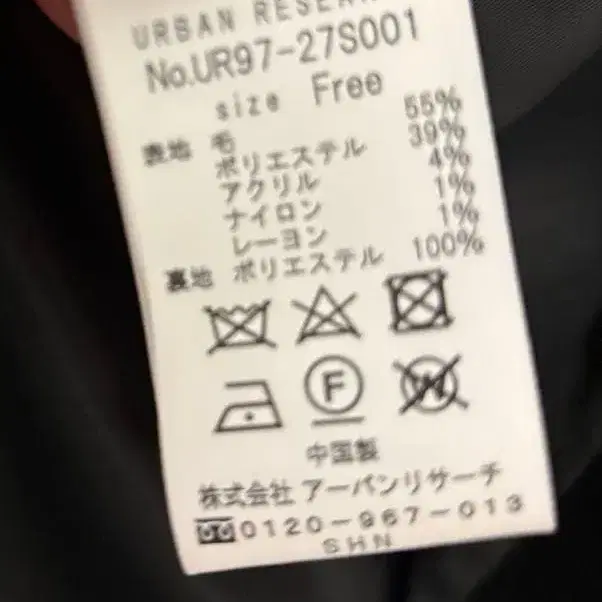 URBAN RESEAR
No.UR97-27S001
size Free
表地 毛 55%
ポリエステル 39%
アクリル 4%
ナイロン 1%
レーヨン 1%
裏地 ポリエステル 100%
F
W
中国製
株式会社 アーバンリサーチ
0120-967-013
SHN